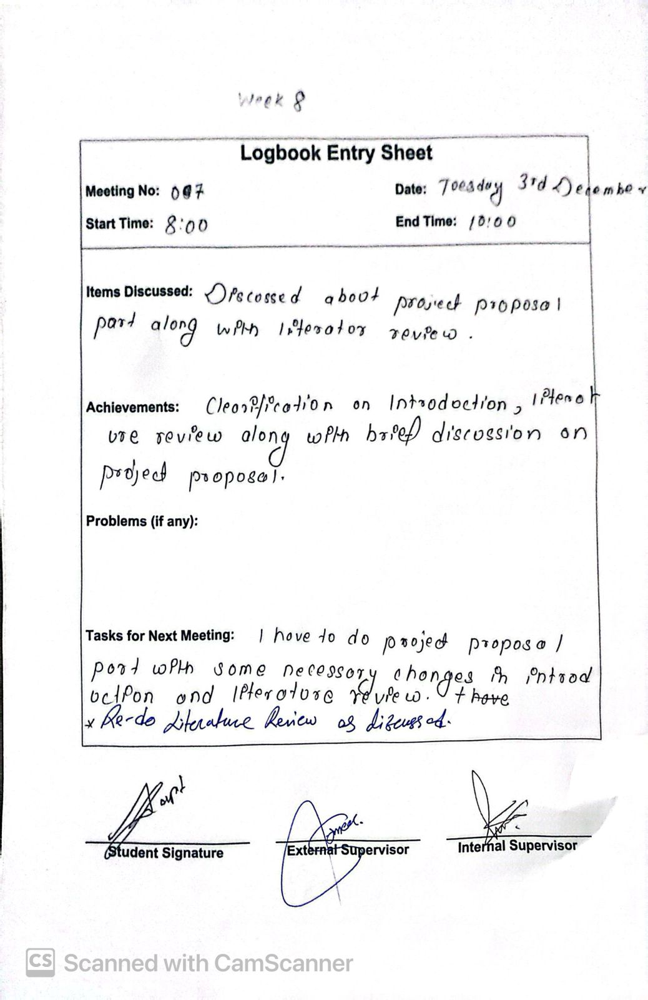 Week 8
Logbook Entry Sheet
Meeting No: 007
Date: Tuesday 3rd December
Start Time: 8:00
End Time: 10:00
Items Discussed: Discussed about project proposal
part along with literator review.
Achievements: Clearification on Introduction, literat
ure review along with brief discussion on
project proposal.
Problems (if any):
Tasks for Next Meeting: I have to do project proposal
part with some necessary changes in introd
uction and literature review. I have
* Re-do Literature Review as discussed.
Student Signature
External Supervisor
Internal Supervisor
CS Scanned with CamScanner